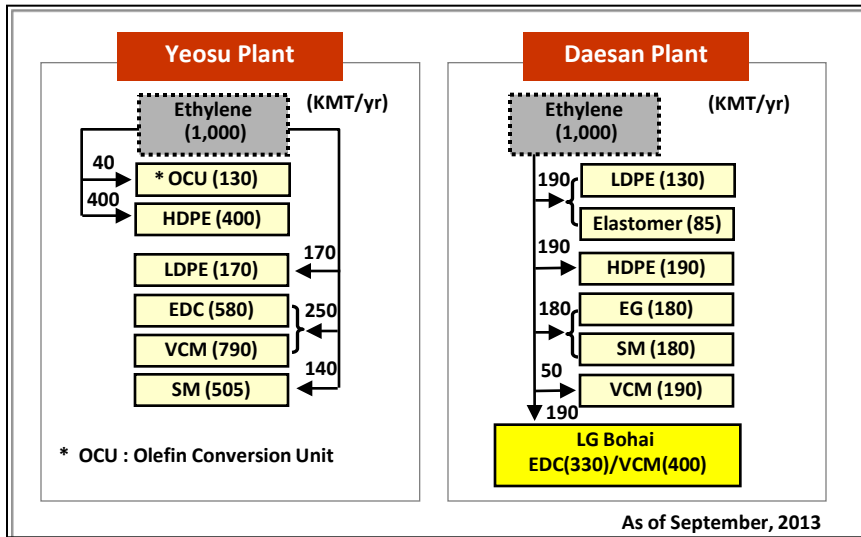 Yeosu Plant
Ethylene
(1,000)
(KMT/yr)
40
* OCU (130)
400
HDPE (400)
170
LDPE (170)
EDC (580)
250
VCM (790)
140
SM (505)
* OCU : Olefin Conversion Unit
Daesan Plant
Ethylene
(1,000)
(KMT/yr)
190
LDPE (130)
Elastomer (85)
190
HDPE (190)
180
EG (180)
SM (180)
50
VCM (190)
190
LG Bohai
EDC(330)/VCM(400)
As of September, 2013